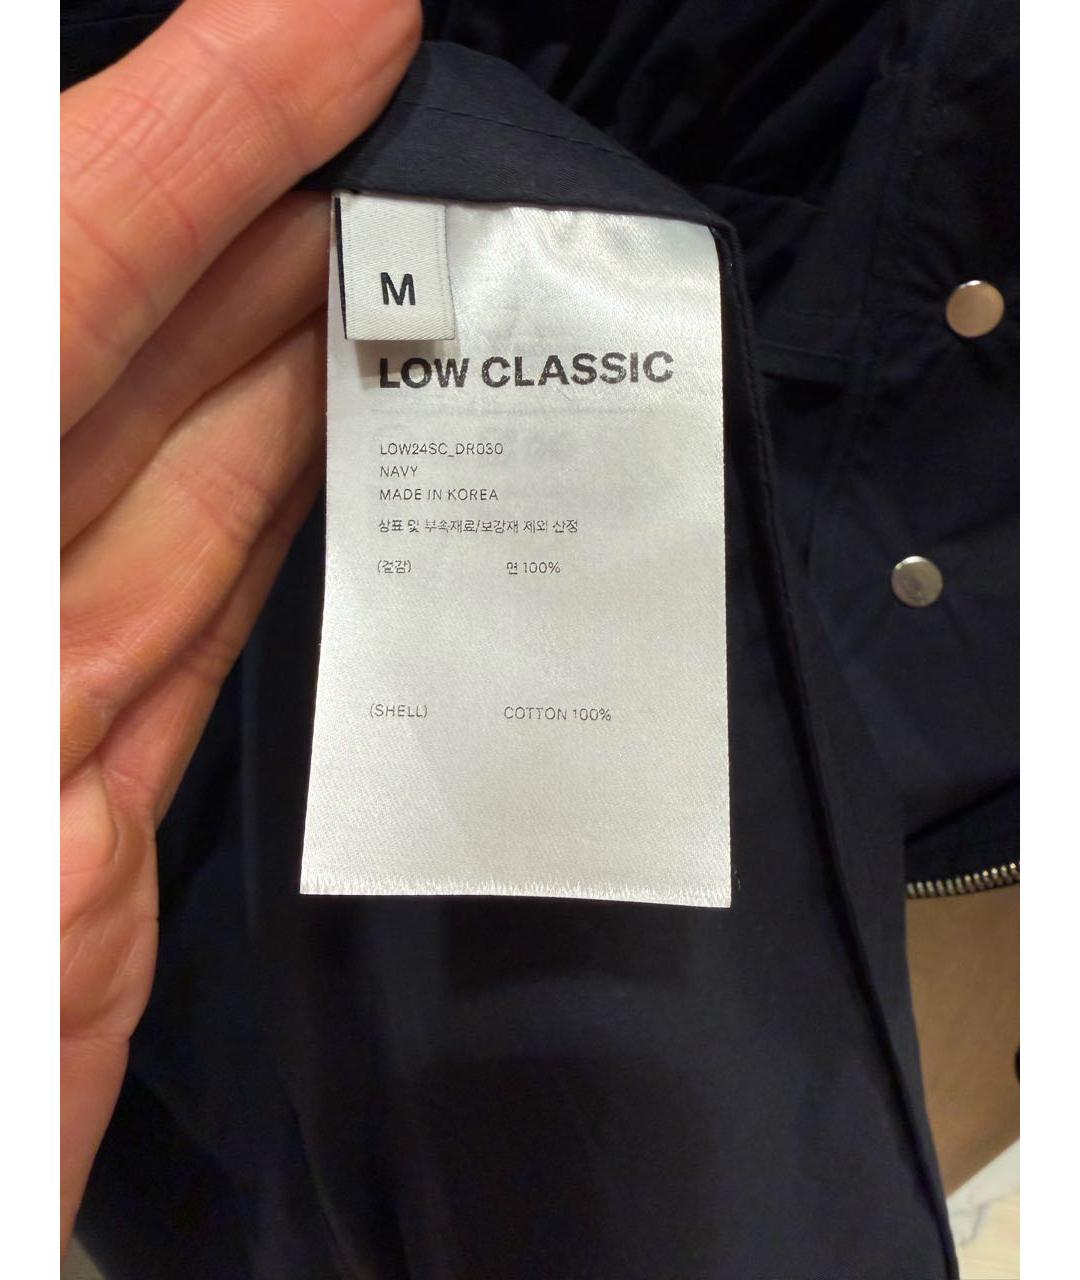 M
LOW CLASSIC
LOW24SC_DR030
NAVY
MADE IN KOREA
상표 및 부속재료/보강재 제외 산정
(겉감) 면 100%
(SHELL) COTTON 100%